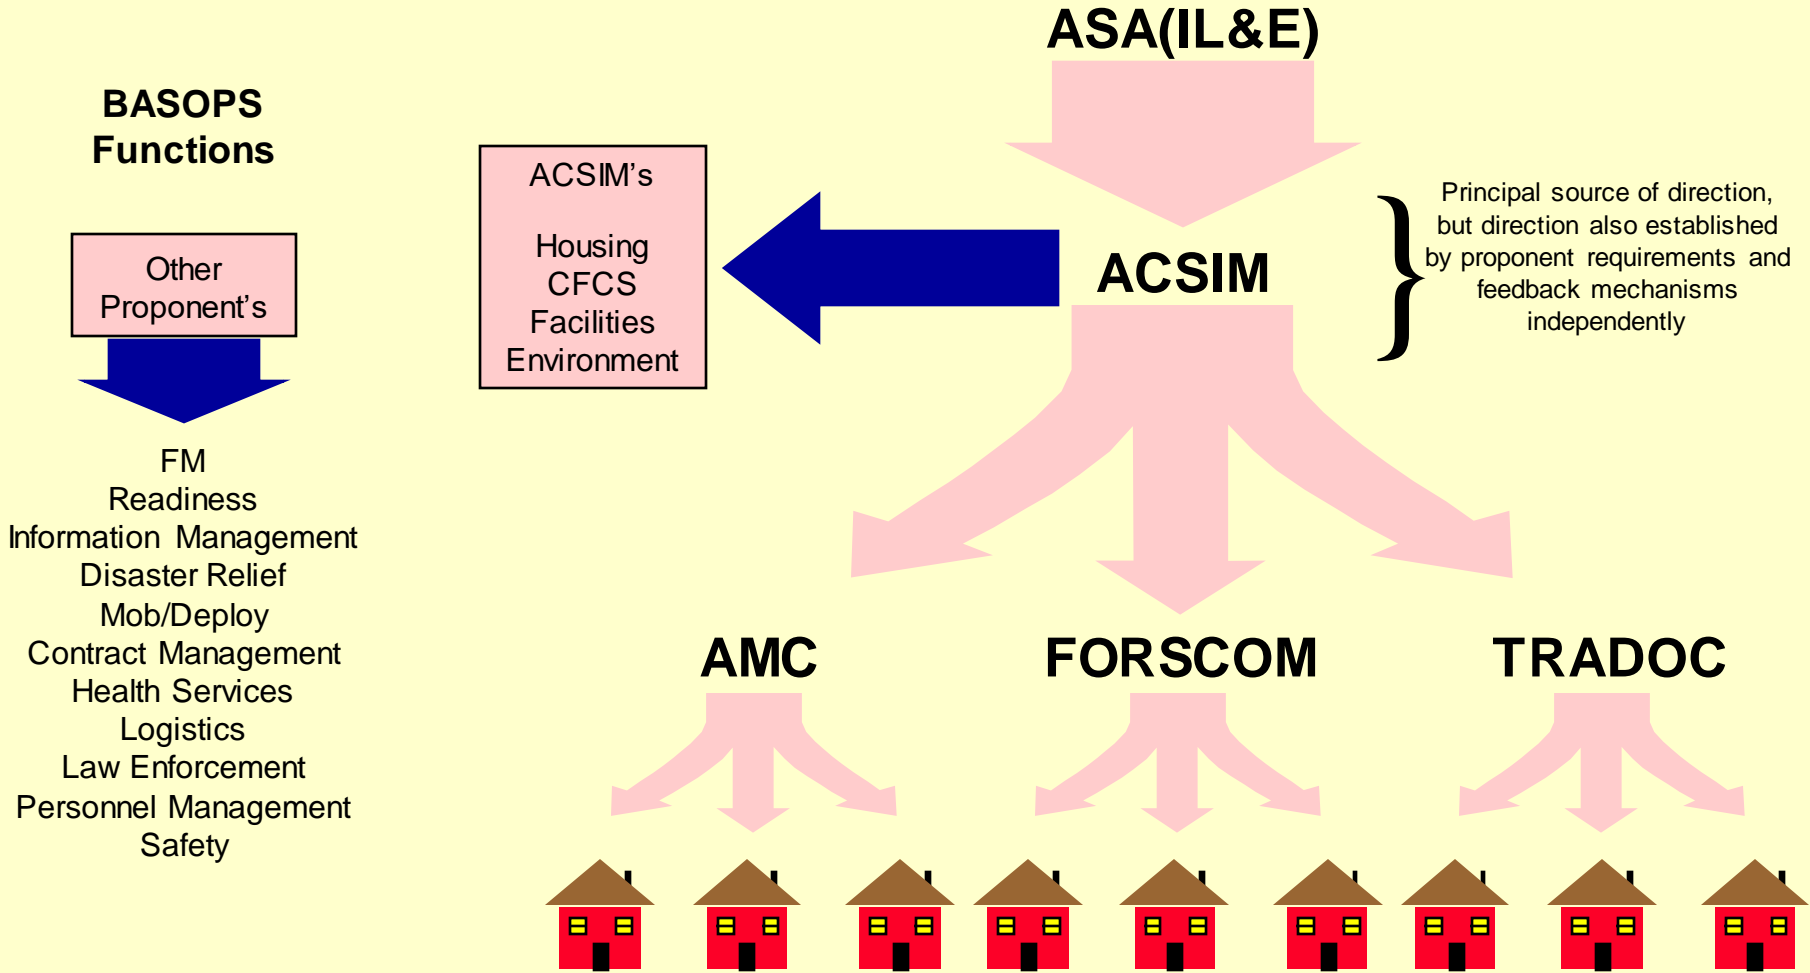 ASA(IL&E)
BASOPS
Functions
Other
Proponent's
FM
Readiness
Information Management
Disaster Relief
Mob/Deploy
Contract Management
Health Services
Logistics
Law Enforcement
Personnel Management
Safety
ACSIM's
Housing
CFCS
Facilities
Environment
ACSIM
Principal source of direction,
but direction also established
by proponent requirements and
feedback mechanisms
independently
AMC
FORSCOM
TRADOC